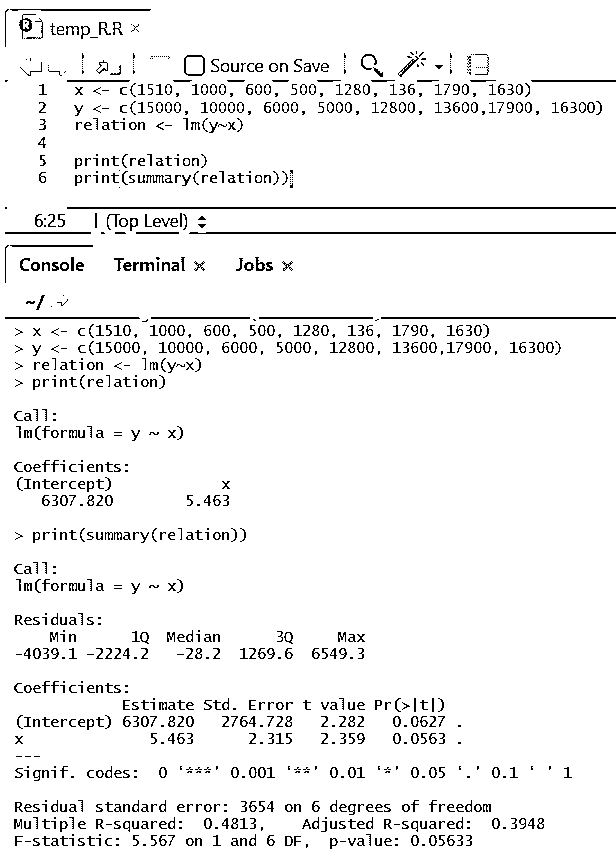 temp_R.R ×
Source on Save
1 x <- c(1510, 1000, 600, 500, 1280, 136, 1790, 1630)
2 y <- c(15000, 10000, 6000, 5000, 12800, 13600,17900, 16300)
3 relation <- lm(y~x)
4
5 print(relation)
6 print(summary(relation))
6:25 (Top Level)
Console Terminal × Jobs ×
~/
> x <- c(1510, 1000, 600, 500, 1280, 136, 1790, 1630)
> y <- c(15000, 10000, 6000, 5000, 12800, 13600,17900, 16300)
> relation <- lm(y~x)
> print(relation)
Call:
lm(formula = y ~ x)
Coefficients:
(Intercept) x
6307.820 5.463
> print(summary(relation))
Call:
lm(formula = y ~ x)
Residuals:
Min 1Q Median 3Q Max
-4039.1 -2224.2 -28.2 1269.6 6549.3
Coefficients:
Estimate Std. Error t value Pr(>|t|)
(Intercept) 6307.820 2764.728 2.282 0.0627 .
x 5.463 2.315 2.359 0.0563 .
---
Signif. codes: 0 ‘***’ 0.001 ‘**’ 0.01 ‘*’ 0.05 ‘.’ 0.1 ‘ ’ 1
Residual standard error: 3654 on 6 degrees of freedom
Multiple R-squared: 0.4813, Adjusted R-squared: 0.3948
F-statistic: 5.567 on 1 and 6 DF, p-value: 0.05633